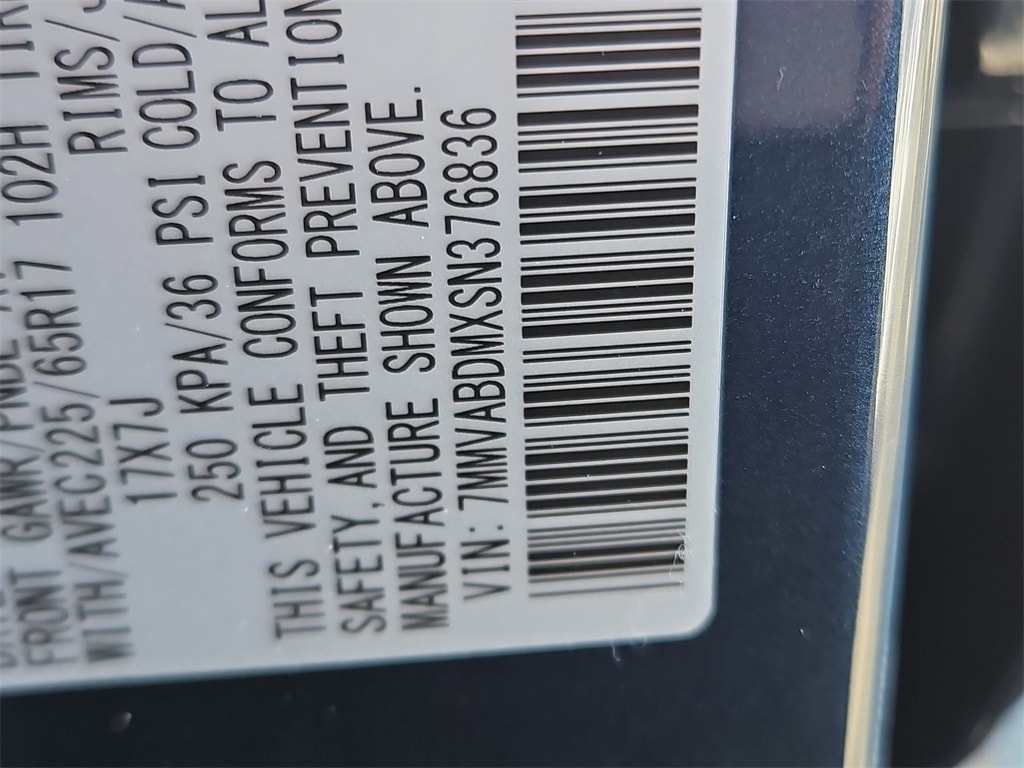 FRONT GAWR/PNBE
WITH/AVEC225/65R17 102H
17X7J RIMS/
250 KPA/36 PSI COLD/
THIS VEHICLE CONFORMS TO AL
SAFETY, AND THEFT PREVENTION
MANUFACTURE SHOWN ABOVE.
VIN: 7MMVABDMXSN376836